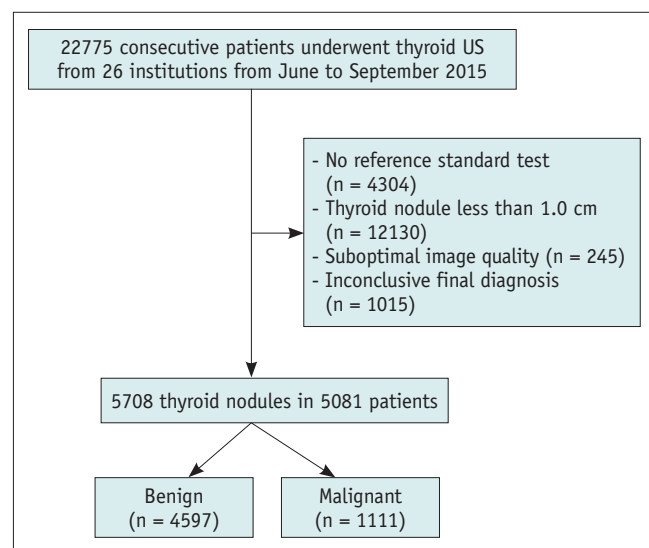 22775 consecutive patients underwent thyroid US
from 26 institutions from June to September 2015
- No reference standard test
(n = 4304)
- Thyroid nodule less than 1.0 cm
(n = 12130)
- Suboptimal image quality (n = 245)
- Inconclusive final diagnosis
(n = 1015)
5708 thyroid nodules in 5081 patients
Benign
(n = 4597)
Malignant
(n = 1111)